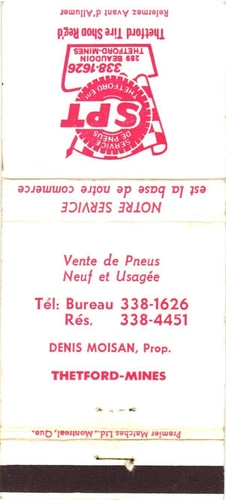 Refermez Avant d'Allumer
Thetford Tire Shop Reg'd
289 BEAUDOIN
THETFORD-MINES
338-1626
SERVICE
DE PNEUS
SPT
THETFORD Enr.
NOTRE SERVICE
est la base de notre commerce
Vente de Pneus
Neuf et Usagée
Tél: Bureau 338-1626
Rés. 338-4451
DENIS MOISAN, Prop.
THETFORD-MINES
Premier Matches Ltd., Montreal, Que.